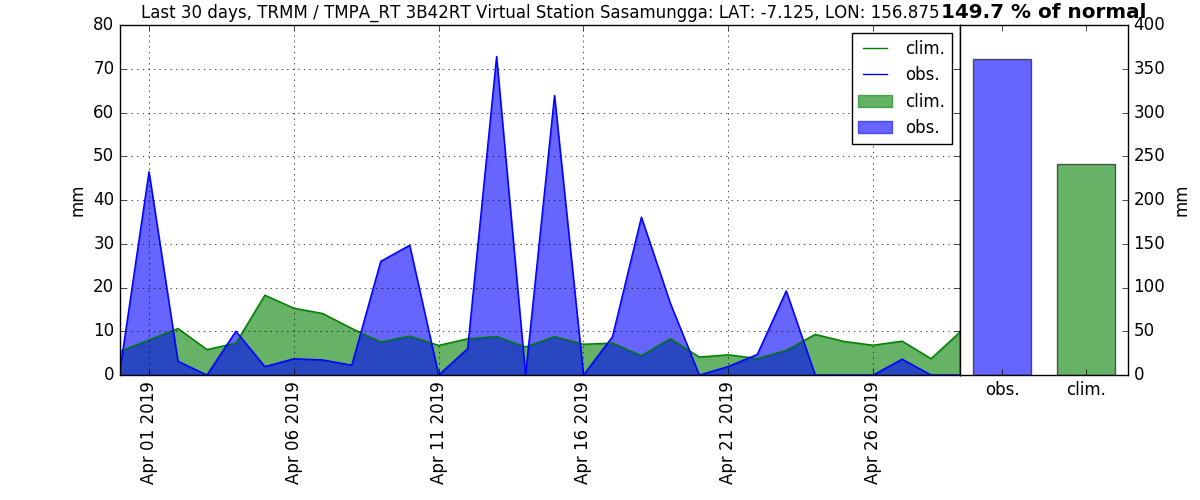 Last 30 days, TRMM / TMPA_RT 3B42RT Virtual Station Sasamungga: LAT: -7.125, LON: 156.875
149.7 % of normal
80
70
60
50
40
30
20
10
0
mm
clim.
obs.
clim.
obs.
Apr 01 2019
Apr 06 2019
Apr 11 2019
Apr 16 2019
Apr 21 2019
Apr 26 2019
400
350
300
250
200
150
100
50
0
mm
obs.
clim.